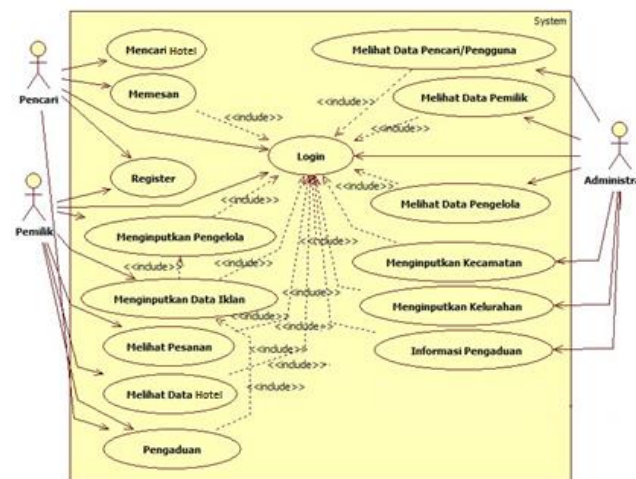 System
Mencari Hotel
Melihat Data Pencari/Pengguna
Pencari
Memesan
<<include>>
Melihat Data Pemilik
<<include>>
<<include>>
Login
Administra
Register
<<include>>
<<include>>
Pemilik
Melihat Data Pengelola
Menginputkan Pengelola
<<include>>
<<include>>
<<include>>
Menginputkan Kecamatan
Menginputkan Data Iklan
<<include>>
Menginputkan Kelurahan
<<include>>
Melihat Pesanan
<<include>>
Informasi Pengaduan
<<include>>
Melihat Data Hotel
<<include>>
Pengaduan